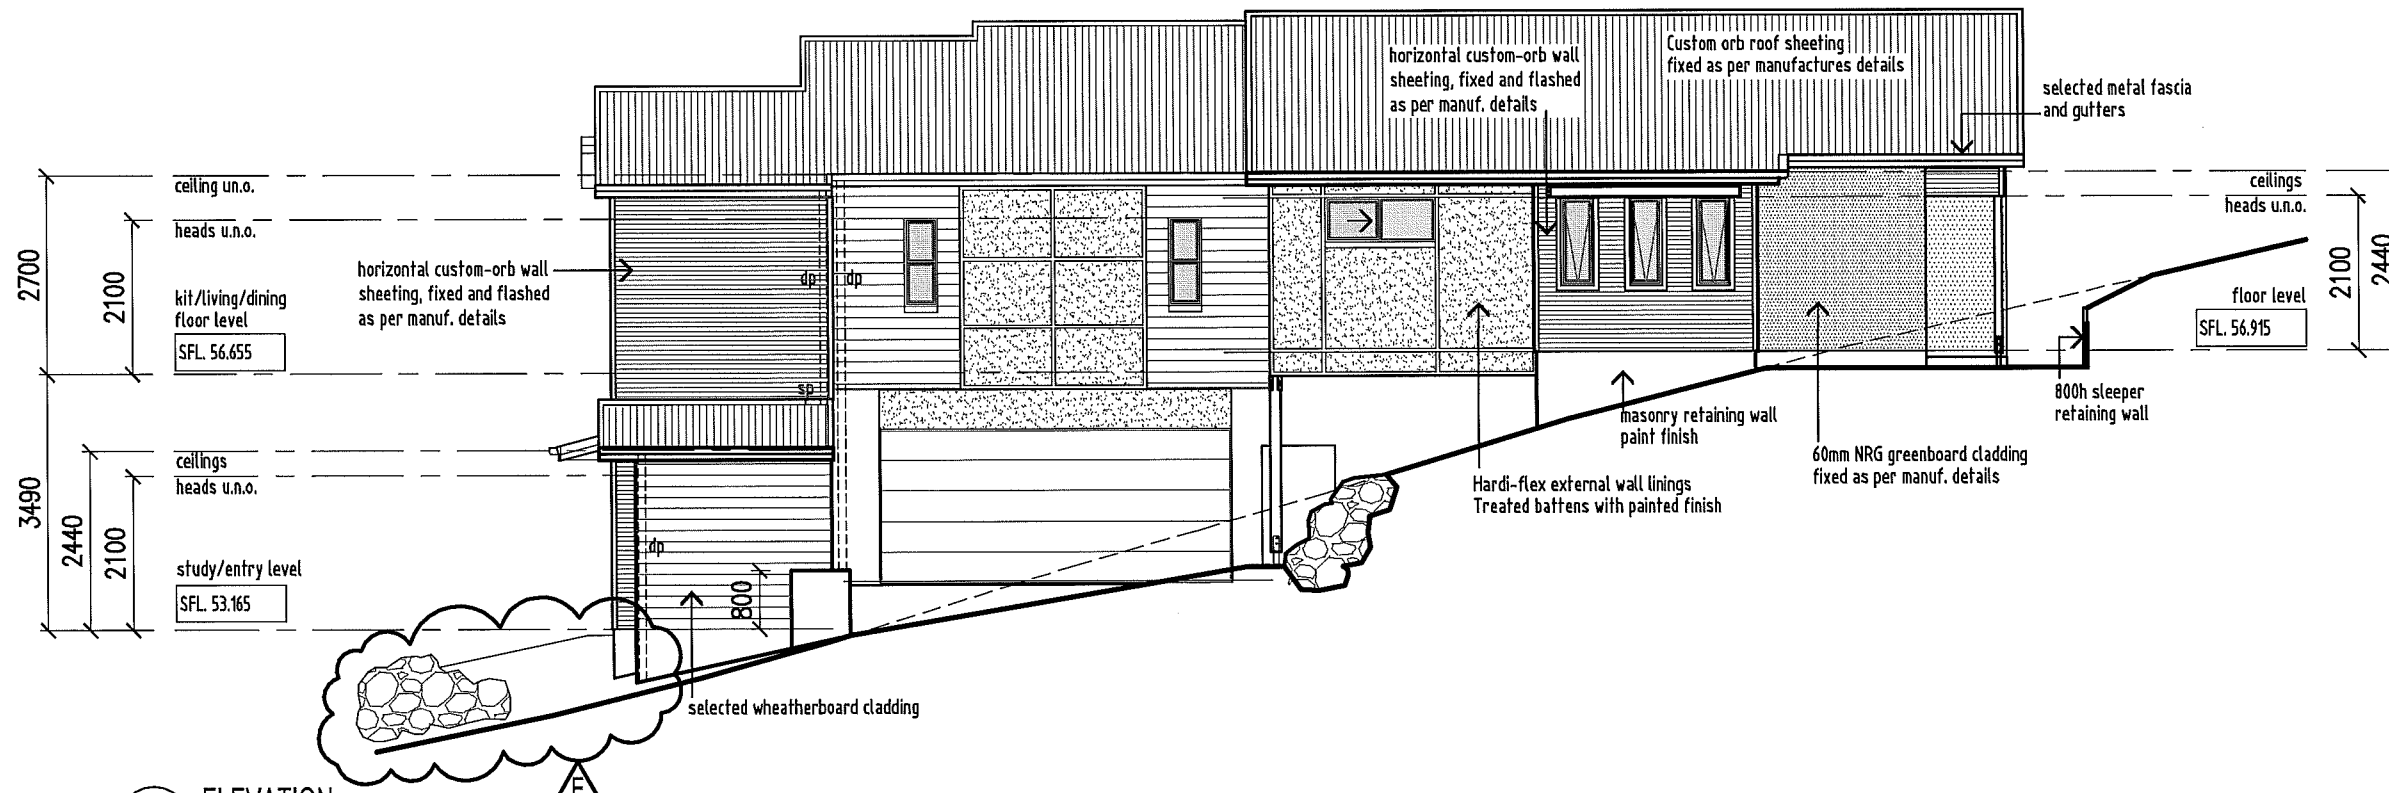 horizontal custom-orb wall
sheeting, fixed and flashed
as per manuf. details
Custom orb roof sheeting
fixed as per manufactures details
selected metal fascia
and gutters
ceiling un.o.
heads u.n.o.
2700
2100
kit/living/dining
floor level
SFL. 56.655
horizontal custom-orb wall
sheeting, fixed and flashed
as per manuf. details
dp
dp
sp
ceilings
heads u.n.o.
2100
2440
floor level
SFL. 56.915
800h sleeper
retaining wall
masonry retaining wall
paint finish
60mm NRG greenboard cladding
fixed as per manuf. details
Hardi-flex external wall linings
Treated battens with painted finish
ceilings
heads u.n.o.
3490
2440
2100
dp
study/entry level
SFL. 53.165
800
selected wheatherboard cladding
ELEVATION
E